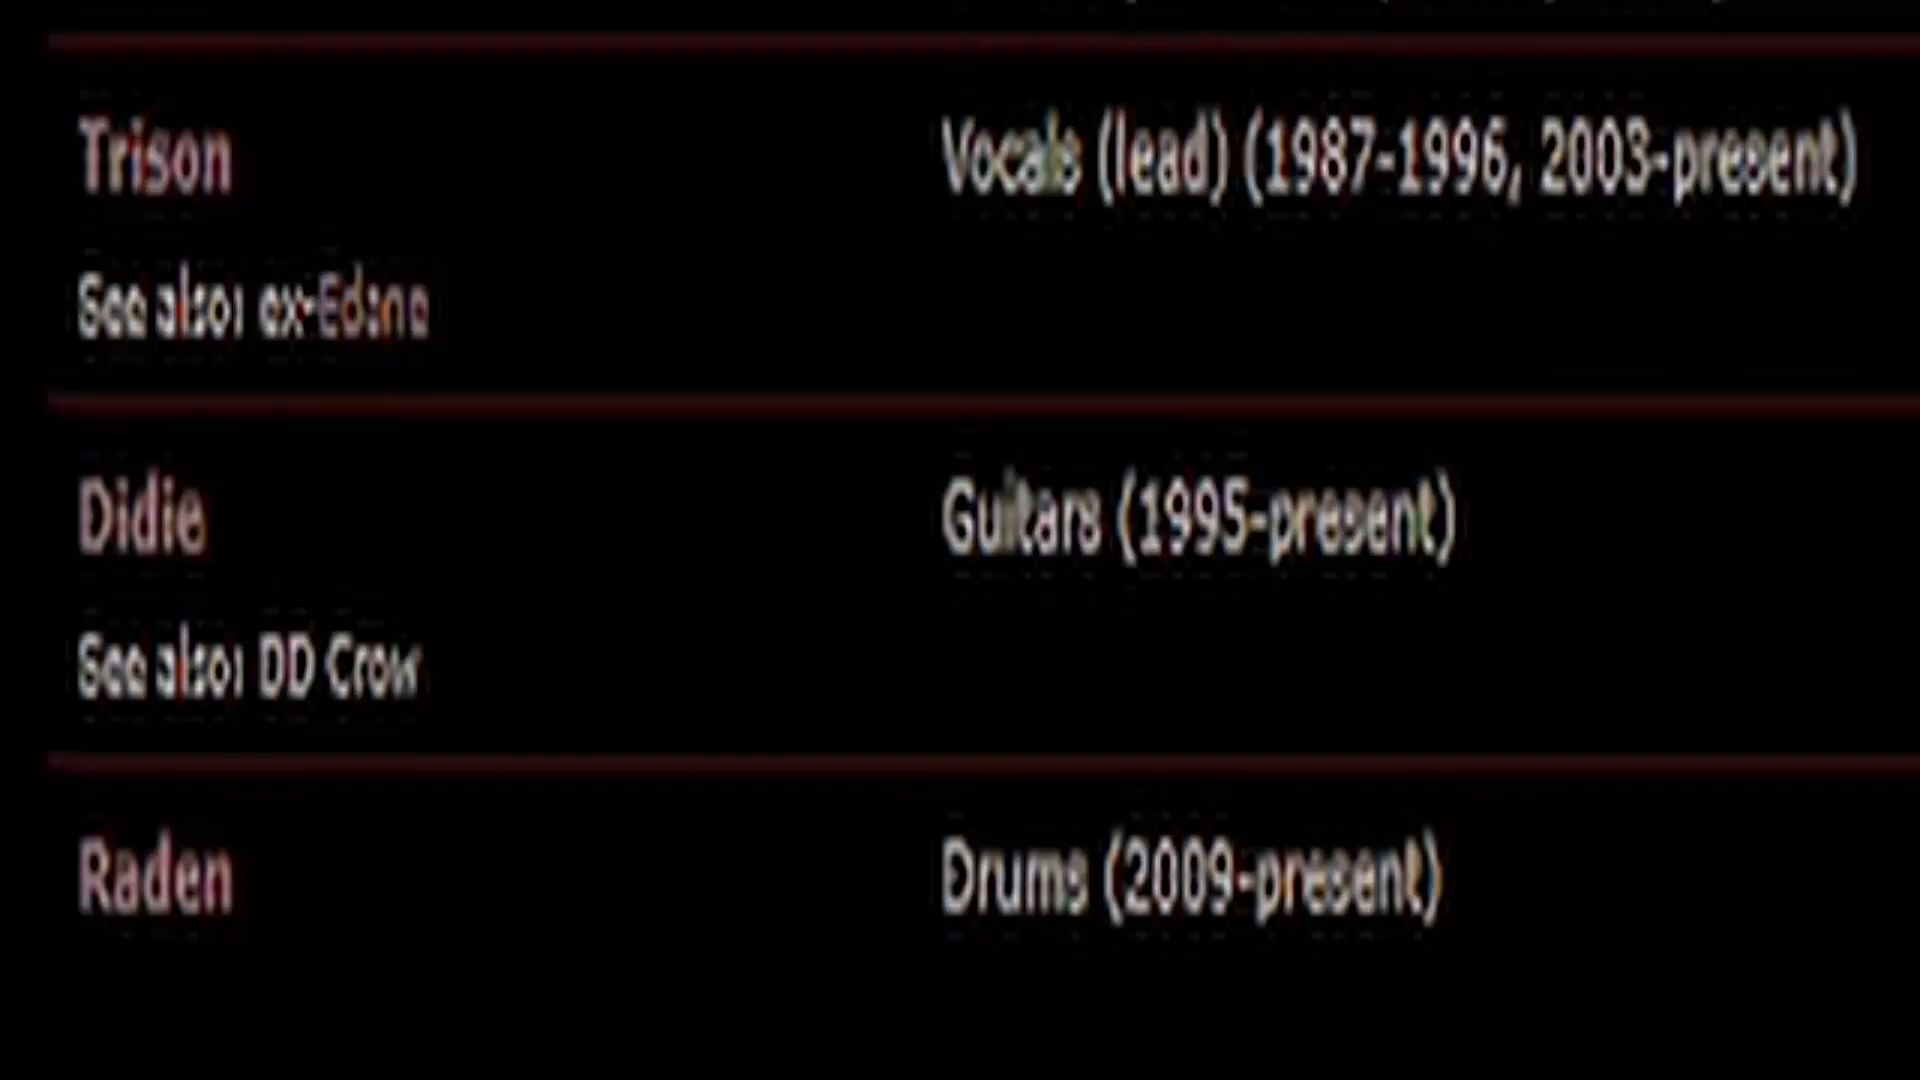 Trison Vocals (lead) (1987-1996, 2003-present)
See also: ex-Edane
Didie Guitars (1995-present)
See also: DD Crow
Raden Drums (2009-present)